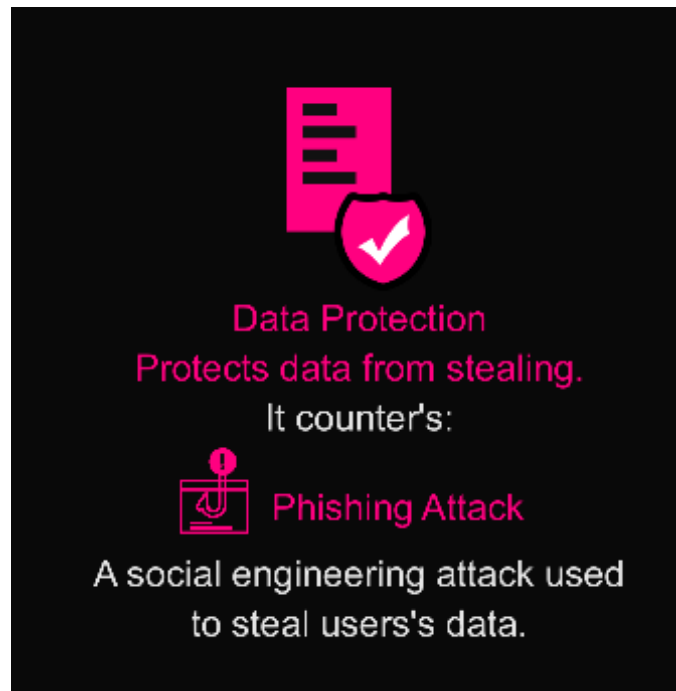 Data Protection
Protects data from stealing.
It counter's:
Phishing Attack
A social engineering attack used
to steal users's data.